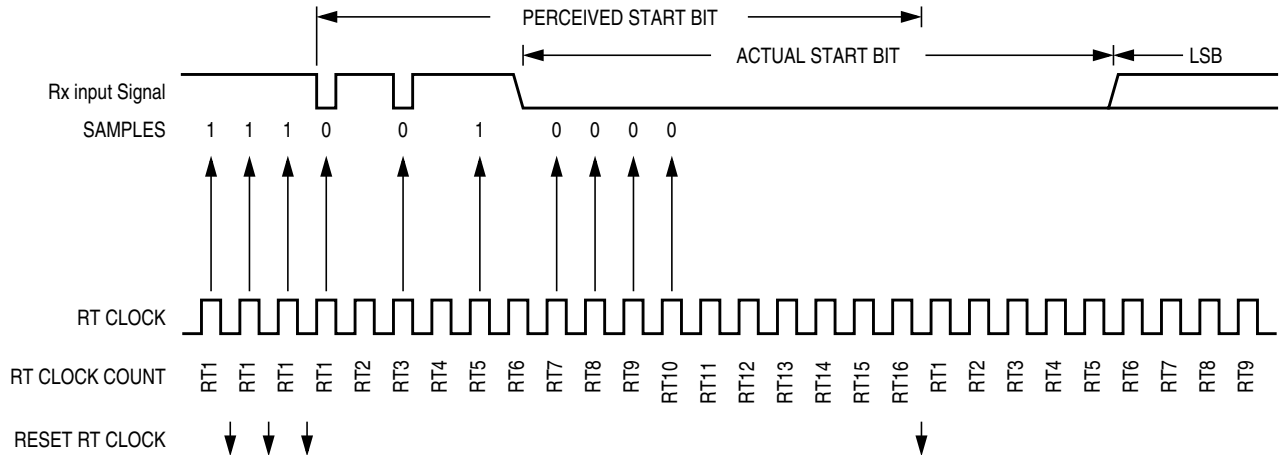 PERCEIVED START BIT
ACTUAL START BIT LSB
Rx input Signal
SAMPLES 1 1 1 0 0 1 0 0 0 0
RT CLOCK
RT CLOCK COUNT RT1 RT1 RT1 RT1 RT2 RT3 RT4 RT5 RT6 RT7 RT8 RT9 RT10 RT11 RT12 RT13 RT14 RT15 RT16 RT1 RT2 RT3 RT4 RT5 RT6 RT7 RT8 RT9
RESET RT CLOCK